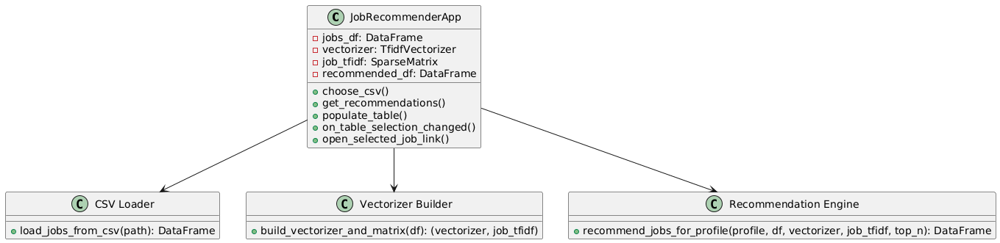 C JobRecommenderApp
jobs_df: DataFrame
vectorizer: TfidfVectorizer
job_tfidf: SparseMatrix
recommended_df: DataFrame
choose_csv()
get_recommendations()
populate_table()
on_table_selection_changed()
open_selected_job_link()
C CSV Loader
load_jobs_from_csv(path): DataFrame
C Vectorizer Builder
build_vectorizer_and_matrix(df): (vectorizer, job_tfidf)
C Recommendation Engine
recommend_jobs_for_profile(profile, df, vectorizer, job_tfidf, top_n): DataFrame